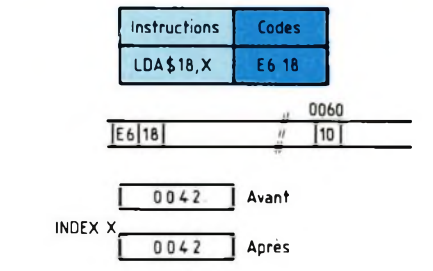 Instructions Codes
LDA$18,X E6 18
0060
E6 18 // 10
0042 Avant
INDEX X
0042 Après